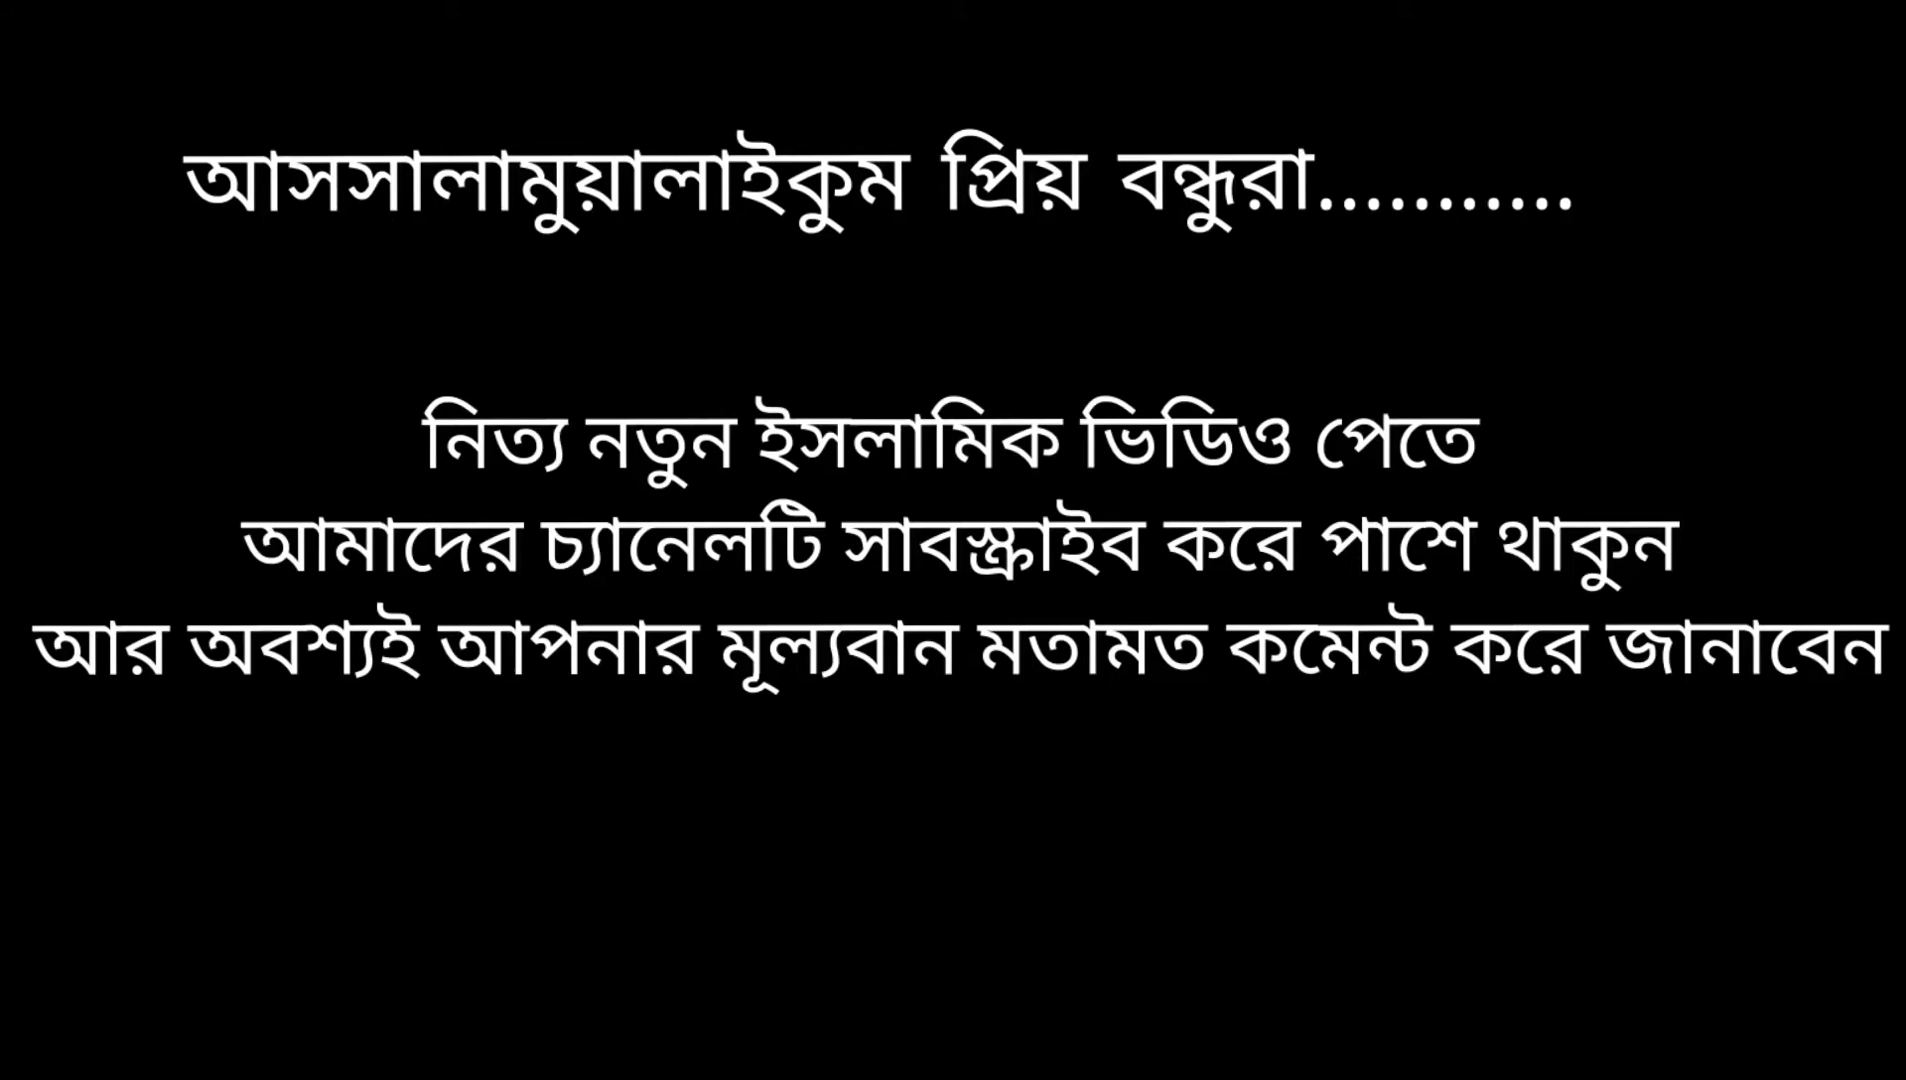 আসসালামুয়ালাইকুম প্রিয় বন্ধুরা...........
নিত্য নতুন ইসলামিক ভিডিও পেতে
আমাদের চ্যানেলটি সাবস্ক্রাইব করে পাশে থাকুন
আর অবশ্যই আপনার মূল্যবান মতামত কমেন্ট করে জানাবেন